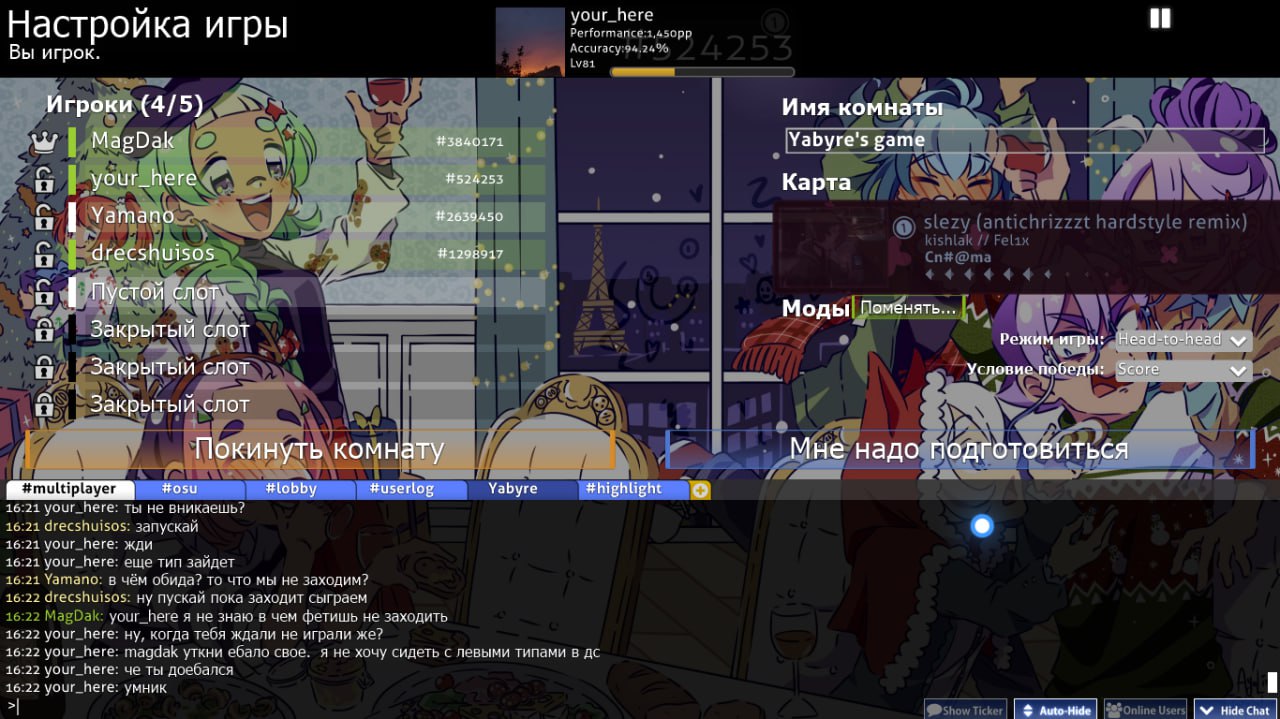 Настройка игры
Вы игрок.
your_here
Performance:1,450pp
Accuracy:94.24%
Lv81
#524253
Игроки (4/5)
MagDak #3840171
your_here #524253
Yamano #2639450
drecshuisos #1298917
Пустой слот
Закрытый слот
Закрытый слот
Закрытый слот
Имя комнаты
Yabyre's game
Карта
slezy (antichrizzzt hardstyle remix)
kishlak // Fel1x
Cn#@ma
Моды Поменять...
Режим игры: Head-to-head
Условие победы: Score
Покинуть комнату
Мне надо подготовиться
#multiplayer #osu #lobby #userlog Yabyre #highlight
16:21 your_here: ты не вникаешь?
16:21 drecshuisos: запускай
16:21 your_here: жди
16:21 your_here: еще тип зайдет
16:21 Yamano: в чём обида? то что мы не заходим?
16:22 drecshuisos: ну пускай пока заходит сыграем
16:22 MagDak: your_here я не знаю в чем фетишь не заходить
16:22 your_here: ну, когда тебя ждали не играли же?
16:22 your_here: magdak уткни ебало свое. я не хочу сидеть с левыми типами в дс
16:22 your_here: че ты доебался
16:22 your_here: умник
>|
Show Ticker Auto-Hide Online Users Hide Chat